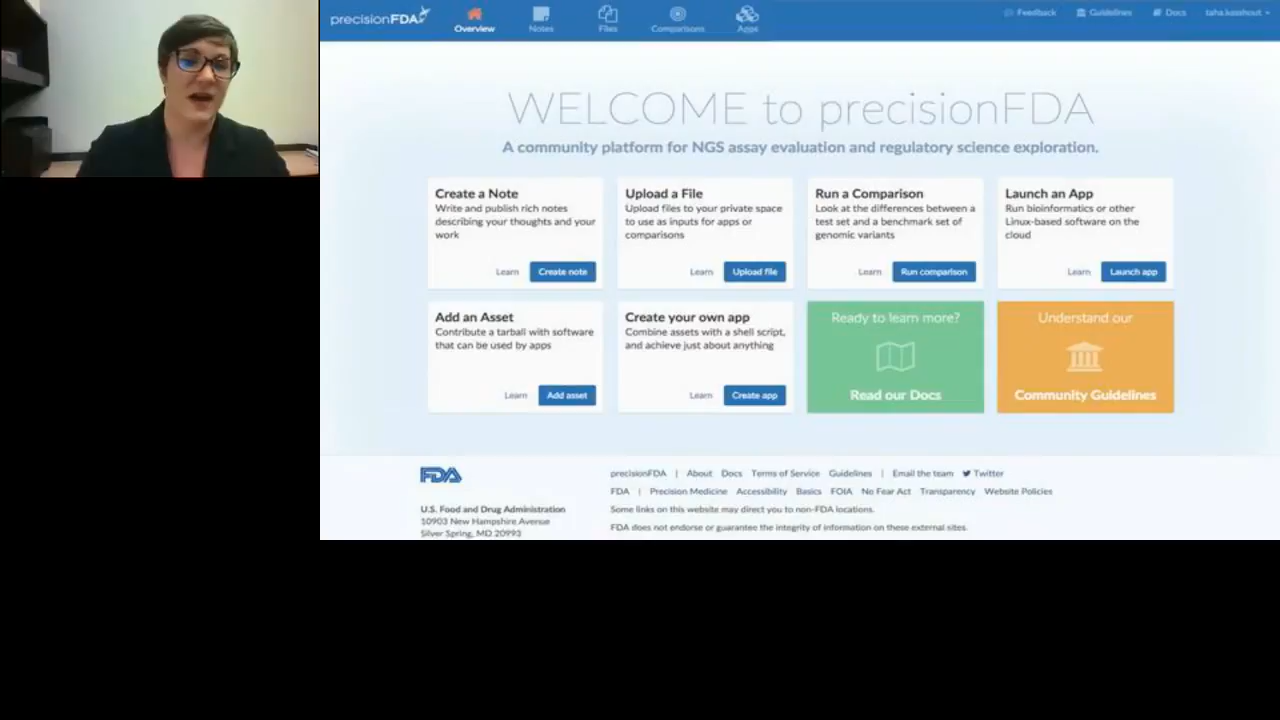 precisionFDA
Overview
Notes
Files
Comparisons
Apps
Feedback
Guidelines
Docs
taha.kasshout
WELCOME to precisionFDA
A community platform for NGS assay evaluation and regulatory science exploration.
Create a Note
Write and publish rich notes
describing your thoughts and your
work
Learn
Create note
Upload a File
Upload files to your private space
to use as inputs for apps or
comparisons
Learn
Upload file
Run a Comparison
Look at the differences between a
test set and a benchmark set of
genomic variants
Learn
Run comparison
Launch an App
Run bioinformatics or other
Linux-based software on the
cloud
Learn
Launch app
Add an Asset
Contribute a tarball with software
that can be used by apps
Learn
Add asset
Create your own app
Combine assets with a shell script,
and achieve just about anything
Learn
Create app
Ready to learn more?
Read our Docs
Understand our
Community Guidelines
FDA
U.S. Food and Drug Administration
10903 New Hampshire Avenue
Silver Spring, MD 20993
precisionFDA | About Docs Terms of Service Guidelines | Email the team Twitter
FDA | Precision Medicine Accessibility Basics FOIA No Fear Act Transparency Website Policies
Some links on this website may direct you to non-FDA locations.
FDA does not endorse or guarantee the integrity of information on these external sites.